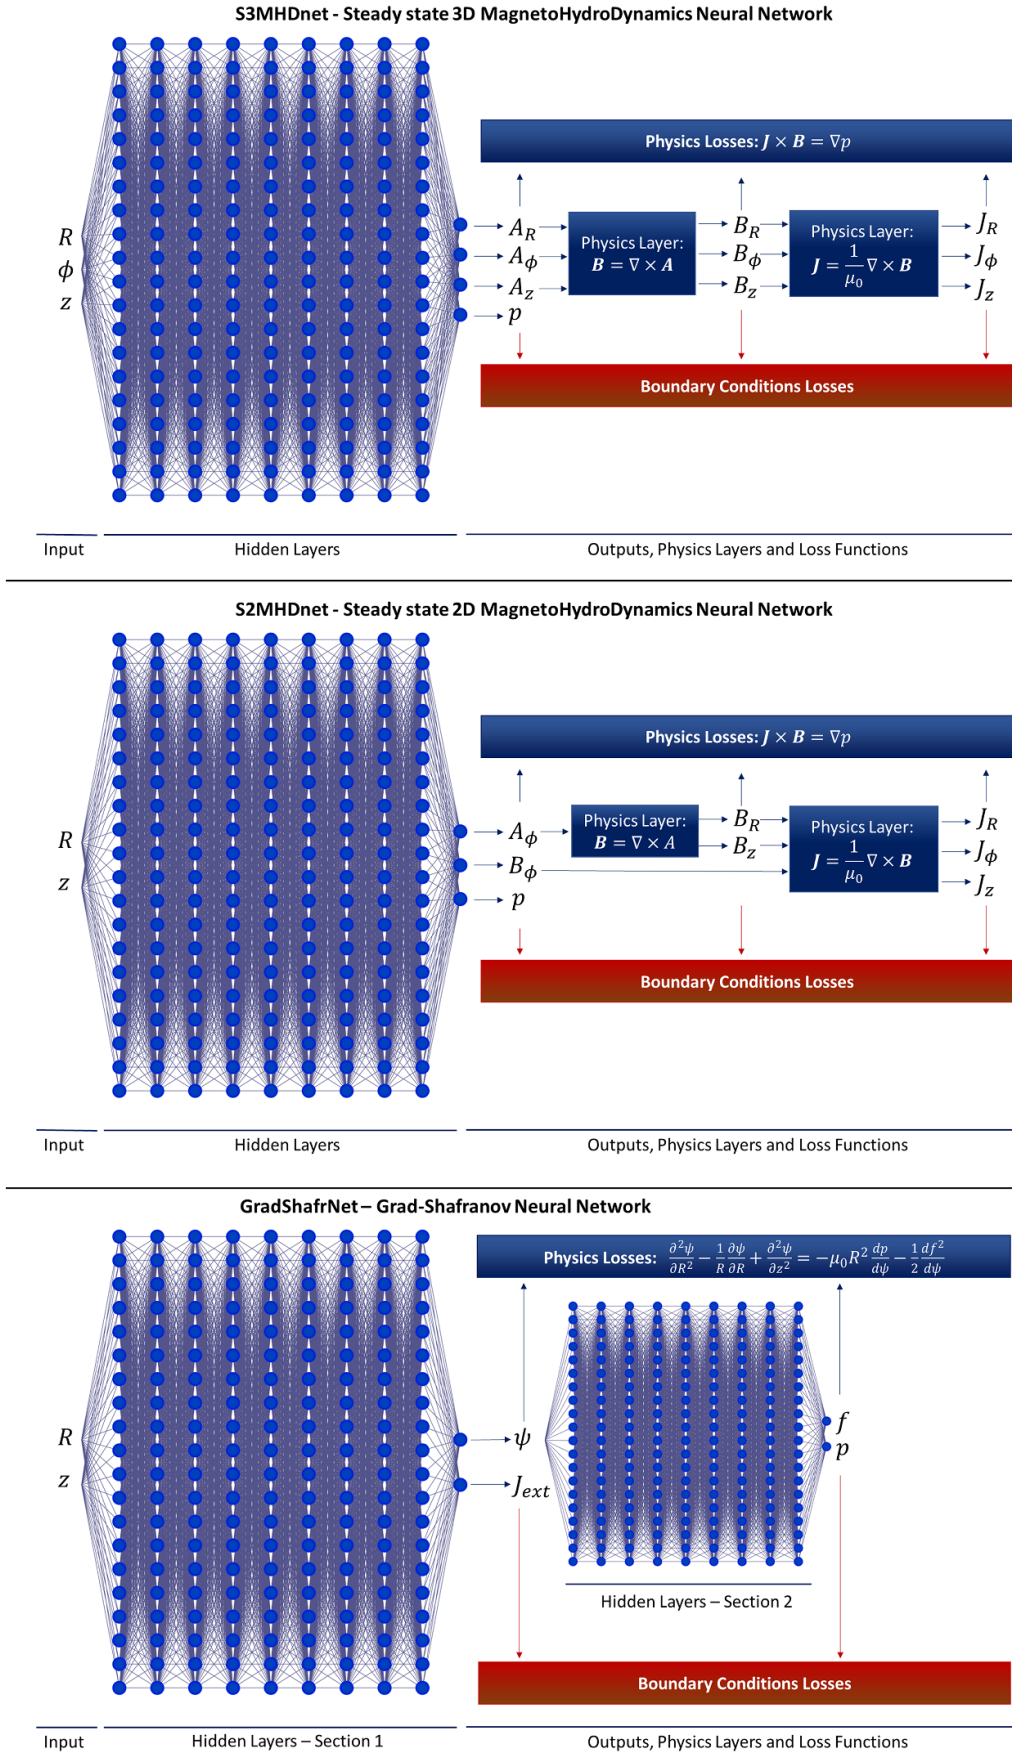 S3MHDnet - Steady state 3D MagnetoHydroDynamics Neural Network
Physics Losses: J × B = ∇p
R
ϕ
z
A_R
A_ϕ
A_z
p
Physics Layer:
B = ∇ × A
B_R
B_ϕ
B_z
Physics Layer:
J = 1/μ₀ ∇ × B
J_R
J_ϕ
J_z
Boundary Conditions Losses
Input
Hidden Layers
Outputs, Physics Layers and Loss Functions
S2MHDnet - Steady state 2D MagnetoHydroDynamics Neural Network
Physics Losses: J × B = ∇p
R
z
A_ϕ
B_ϕ
p
Physics Layer:
B = ∇ × A
B_R
B_z
Physics Layer:
J = 1/μ₀ ∇ × B
J_R
J_ϕ
J_z
Boundary Conditions Losses
Input
Hidden Layers
Outputs, Physics Layers and Loss Functions
GradShafrNet – Grad-Shafranov Neural Network
Physics Losses: ∂²ψ/∂R² − 1/R ∂ψ/∂R + ∂²ψ/∂z² = −μ₀R² dp/dψ − 1/2 df²/dψ
R
z
ψ
J_ext
f
p
Hidden Layers – Section 2
Boundary Conditions Losses
Input
Hidden Layers – Section 1
Outputs, Physics Layers and Loss Functions